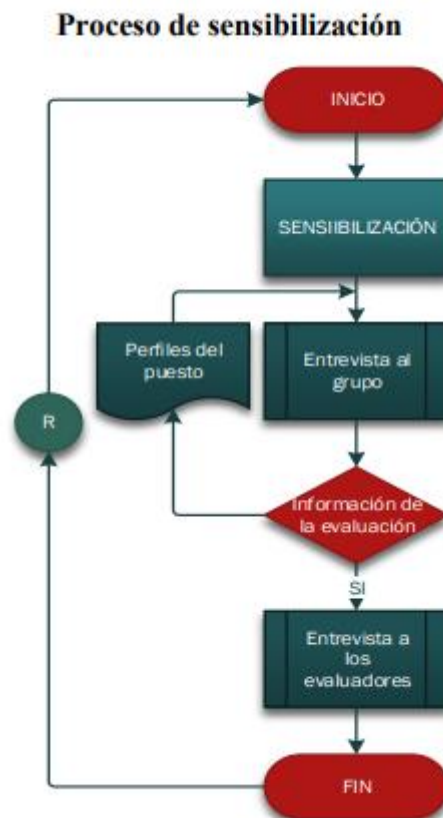 Proceso de sensibilización
INICIO
SENSIIBILIZACIÓN
Perfiles del
puesto
Entrevista al
grupo
R
Información de
la evaluación
SI
Entrevista a
los
evaluadores
FIN